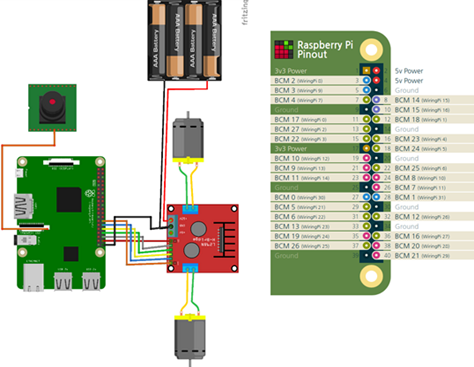 fritzing
AAA Battery
AAA Battery
AAA Battery
AAA Battery
L298N
Raspberry Pi
Pinout
3v3 Power 1 2 5v Power
BCM 2 (WiringPi 8) 3 4 5v Power
BCM 3 (WiringPi 9) 5 6 Ground
BCM 4 (WiringPi 7) 7 8 BCM 14 (WiringPi 15)
Ground 9 10 BCM 15 (WiringPi 16)
BCM 17 (WiringPi 0) 11 12 BCM 18 (WiringPi 1)
BCM 27 (WiringPi 2) 13 14 Ground
BCM 22 (WiringPi 3) 15 16 BCM 23 (WiringPi 4)
3v3 Power 17 18 BCM 24 (WiringPi 5)
BCM 10 (WiringPi 12) 19 20 Ground
BCM 9 (WiringPi 13) 21 22 BCM 25 (WiringPi 6)
BCM 11 (WiringPi 14) 23 24 BCM 8 (WiringPi 10)
Ground 25 26 BCM 7 (WiringPi 11)
BCM 0 (WiringPi 30) 27 28 BCM 1 (WiringPi 31)
BCM 5 (WiringPi 21) 29 30 Ground
BCM 6 (WiringPi 22) 31 32 BCM 12 (WiringPi 26)
BCM 13 (WiringPi 23) 33 34 Ground
BCM 19 (WiringPi 24) 35 36 BCM 16 (WiringPi 27)
BCM 26 (WiringPi 25) 37 38 BCM 20 (WiringPi 28)
Ground 39 40 BCM 21 (WiringPi 29)